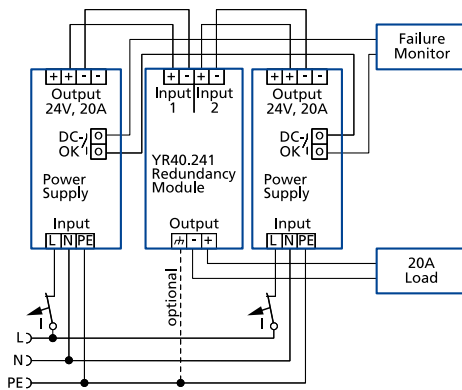 Failure
Monitor
+ + - -
+ - + -
+ + - -
Output
24V, 20A
Input Input
1 2
Output
24V, 20A
DC-
OK
DC-
OK
YR40.241
Redundancy
Module
Power
Supply
Power
Supply
Input
L N PE
Output
- +
Input
L N PE
20A
Load
optional
I
I
L
N
PE